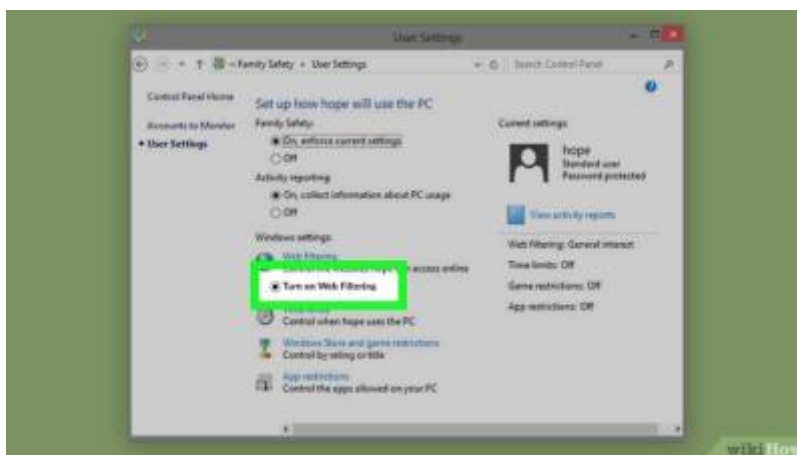 User Settings
Family Safety
User Settings
Search Control Panel
Control Panel Home
Accounts to Monitor
User Settings
Set up how hope will use the PC
Family Safety:
On, enforce current settings
Off
Activity reporting:
On, collect information about PC usage
Off
Windows settings:
Web Filtering
access online
Turn on Web Filtering
Control when hope uses the PC
Windows Store and game restrictions
Control by rating or title
App restrictions
Control the apps allowed on your PC
Current settings:
hope
Standard user
Password protected
View activity reports
Web Filtering: General interest
Time limits: Off
Game restrictions: Off
App restrictions: Off
wikiHow